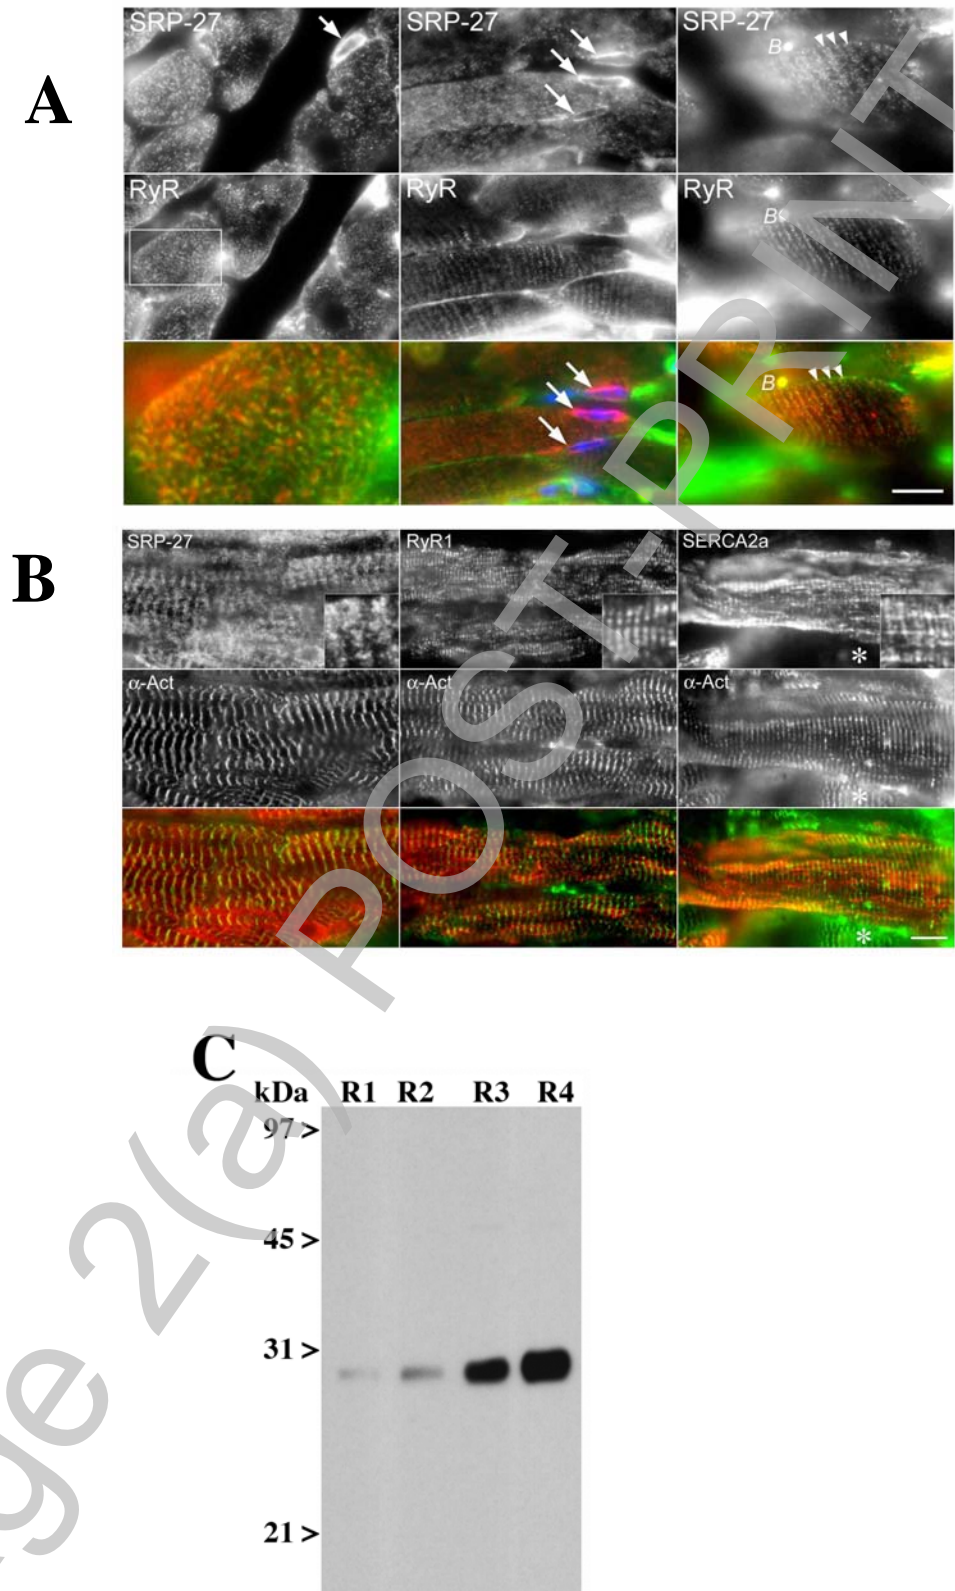 A
SRP-27 SRP-27 SRP-27
B
RyR RyR RyR
B
B
B
SRP-27 RyR1 SERCA2a
*
α-Act α-Act α-Act
*
*
C
kDa R1 R2 R3 R4
97 >
45 >
31 >
21 >
ge 2(a) POST-PRINT